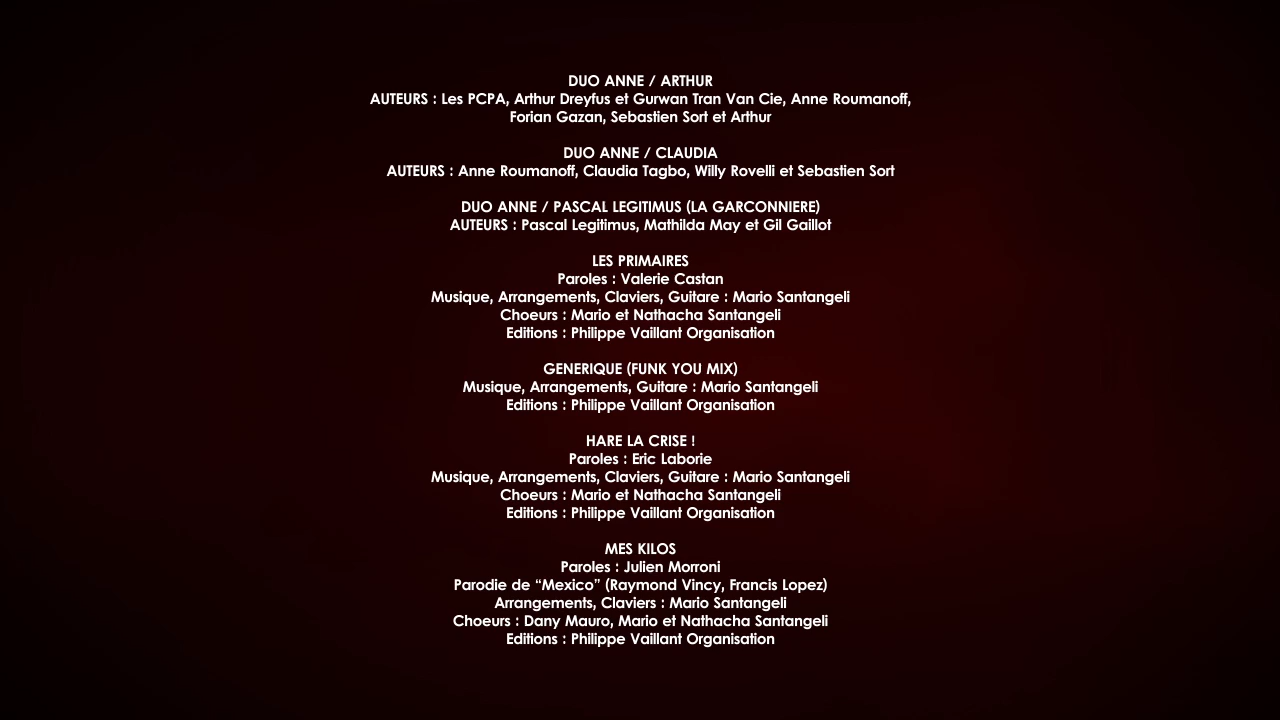 DUO ANNE / ARTHUR
AUTEURS : Les PCPA, Arthur Dreyfus et Gurwan Tran Van Cie, Anne Roumanoff,
Forian Gazan, Sebastien Sort et Arthur
DUO ANNE / CLAUDIA
AUTEURS : Anne Roumanoff, Claudia Tagbo, Willy Rovelli et Sebastien Sort
DUO ANNE / PASCAL LEGITIMUS (LA GARCONNIERE)
AUTEURS : Pascal Legitimus, Mathilda May et Gil Gaillot
LES PRIMAIRES
Paroles : Valerie Castan
Musique, Arrangements, Claviers, Guitare : Mario Santangeli
Choeurs : Mario et Nathacha Santangeli
Editions : Philippe Vaillant Organisation
GENERIQUE (FUNK YOU MIX)
Musique, Arrangements, Guitare : Mario Santangeli
Editions : Philippe Vaillant Organisation
HARE LA CRISE !
Paroles : Eric Laborie
Musique, Arrangements, Claviers, Guitare : Mario Santangeli
Choeurs : Mario et Nathacha Santangeli
Editions : Philippe Vaillant Organisation
MES KILOS
Paroles : Julien Morroni
Parodie de “Mexico” (Raymond Vincy, Francis Lopez)
Arrangements, Claviers : Mario Santangeli
Choeurs : Dany Mauro, Mario et Nathacha Santangeli
Editions : Philippe Vaillant Organisation